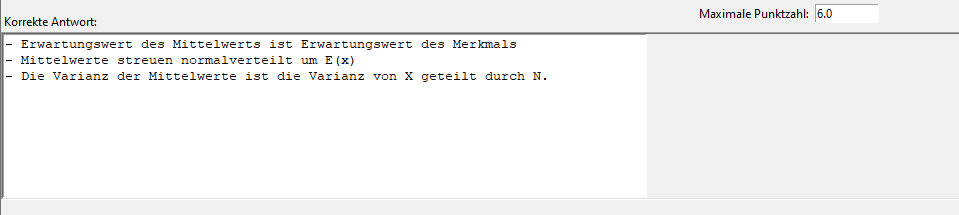 Maximale Punktzahl: 6.0
Korrekte Antwort:
- Erwartungswert des Mittelwerts ist Erwartungswert des Merkmals
- Mittelwerte streuen normalverteilt um E(x)
- Die Varianz der Mittelwerte ist die Varianz von X geteilt durch N.